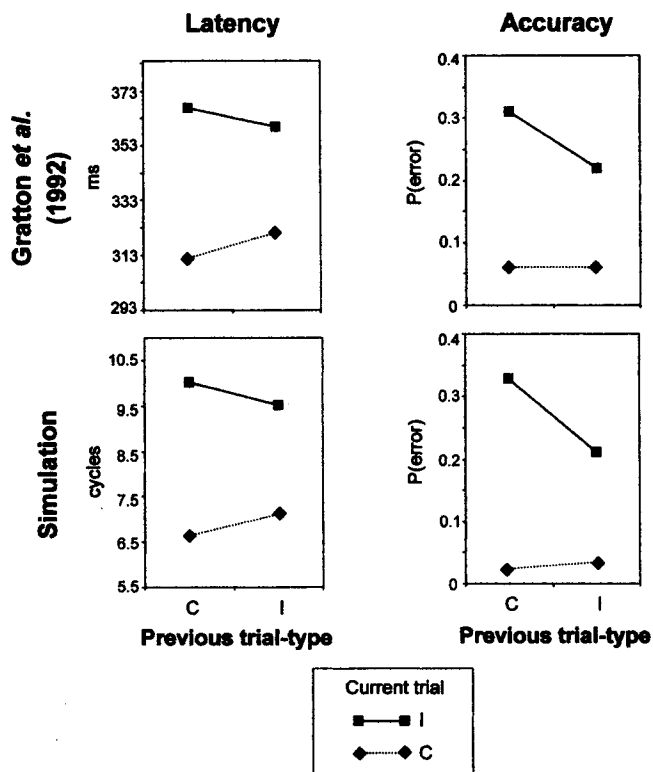 Latency
Accuracy
Gratton et al.
(1992)
ms
373
353
333
313
293
P(error)
0.4
0.3
0.2
0.1
0
Simulation
cycles
10.5
9.5
8.5
7.5
6.5
5.5
C
I
Previous trial-type
P(error)
0.4
0.3
0.2
0.1
0
C
I
Previous trial-type
Current trial
I
C